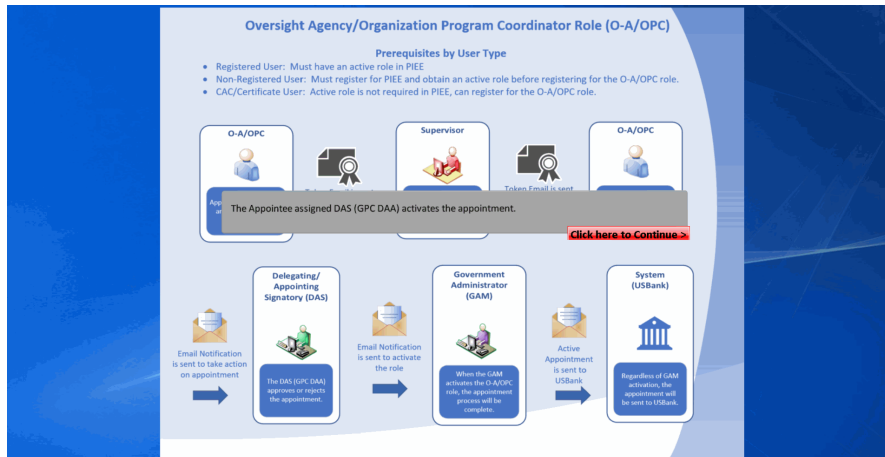 Oversight Agency/Organization Program Coordinator Role (O-A/OPC)
Prerequisites by User Type
• Registered User: Must have an active role in PIEE
• Non-Registered User: Must register for PIEE and obtain an active role before registering for the O-A/OPC role.
• CAC/Certificate User: Active role is not required in PIEE, can register for the O-A/OPC role.
O-A/OPC
Supervisor
O-A/OPC
Token Email is sent
The Appointee assigned DAS (GPC DAA) activates the appointment.
Click here to Continue >
Delegating/
Appointing
Signatory (DAS)
Government
Administrator
(GAM)
System
(USBank)
Email Notification
is sent to take action
on appointment
The DAS (GPC DAA)
approves or rejects
the appointment.
Email Notification
is sent to activate
the role
When the GAM
activates the O-A/OPC
role, the appointment
process will be
complete.
Active
Appointment
is sent to
USBank
Regardless of GAM
activation, the
appointment will
be sent to USBank.